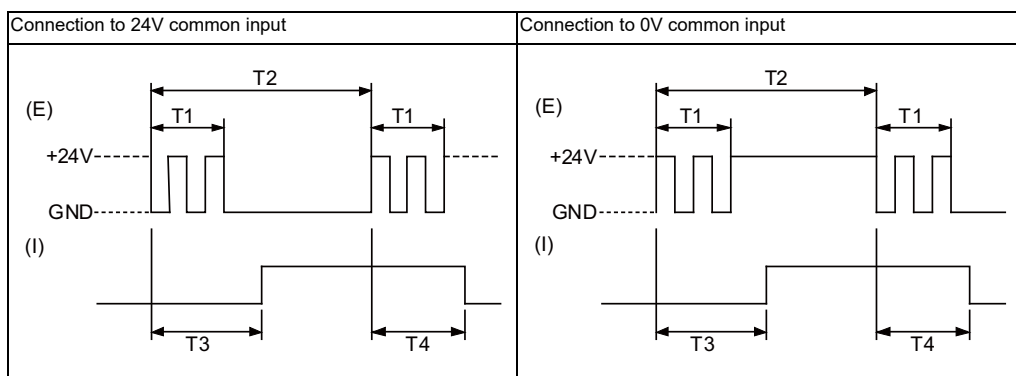 Connection to 24V common input
T2
(E)
T1
T1
+24V
GND
(I)
T3
T4
Connection to 0V common input
T2
(E)
T1
T1
+24V
GND
(I)
T3
T4